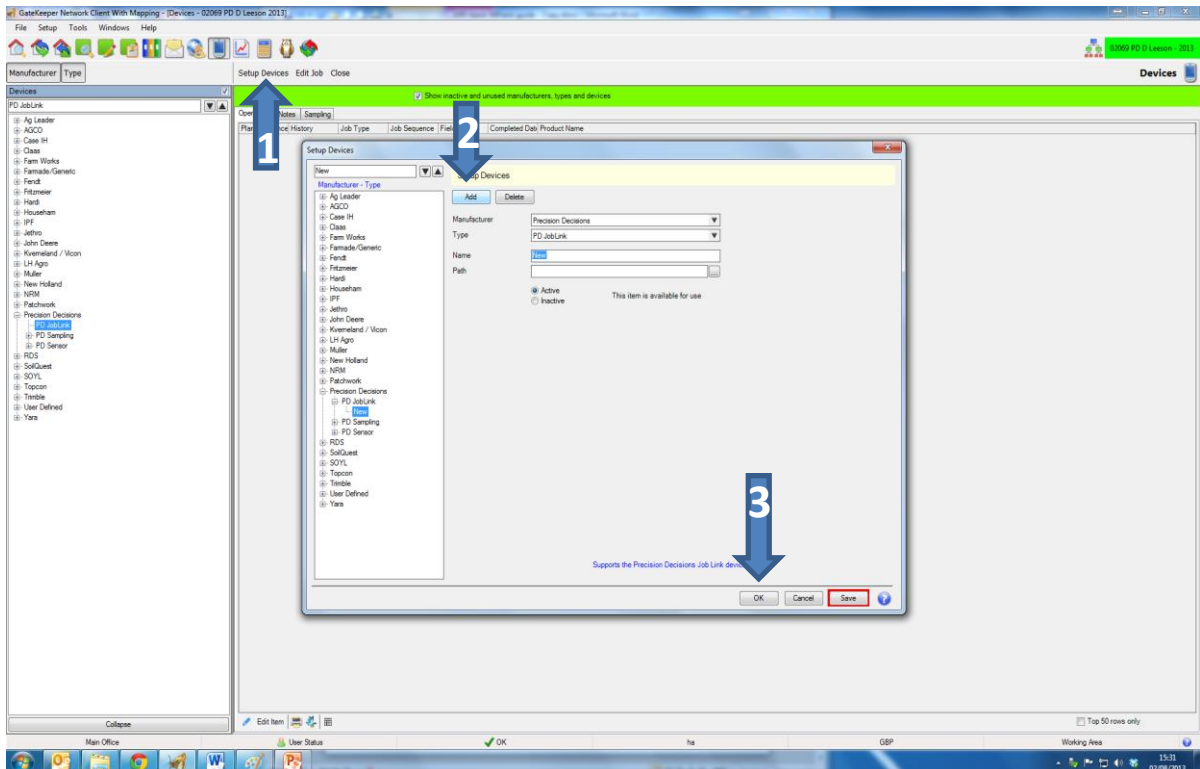 GateKeeper Network Client With Mapping - [Devices - 02069 PD D Leeson 2013]
File Setup Tools Windows Help
02069 PD D Leeson - 2013
Manufacturer Type
Setup Devices Edit Job Close
Devices
Devices
Show inactive and unused manufacturers, types and devices
PD JobLink
Notes Sampling
History Job Type Job Sequence Completed Dat Product Name
Ag Leader
AGCO
Case IH
Claas
Farm Works
Farmade/Generic
Fendt
Fritzmeier
Hardi
Househam
IPF
Jethro
John Deere
Kverneland / Vicon
LH Agro
Muller
New Holland
NRM
Patchwork
Precision Decisions
PD JobLink
PD Sampling
PD Sensor
RDS
SoilQuest
SOYL
Topcon
Trimble
User Defined
Yara
Collapse
1
2
3
Setup Devices
New
Manufacturer - Type
Ag Leader
AGCO
Case IH
Claas
Farm Works
Farmade/Generic
Fendt
Fritzmeier
Hardi
Househam
IPF
Jethro
John Deere
Kverneland / Vicon
LH Agro
Muller
New Holland
NRM
Patchwork
Precision Decisions
PD JobLink
New
PD Sampling
PD Sensor
RDS
SoilQuest
SOYL
Topcon
Trimble
User Defined
Yara
Devices
Add Delete
Manufacturer Precision Decisions
Type PD JobLink
Name New
Path
Active
Inactive
This item is available for use
Supports the Precision Decisions Job Link
OK Cancel Save
Edit Item
Top 50 rows only
Main Office User Status OK ha GBP Working Area
15:31
02/08/2013